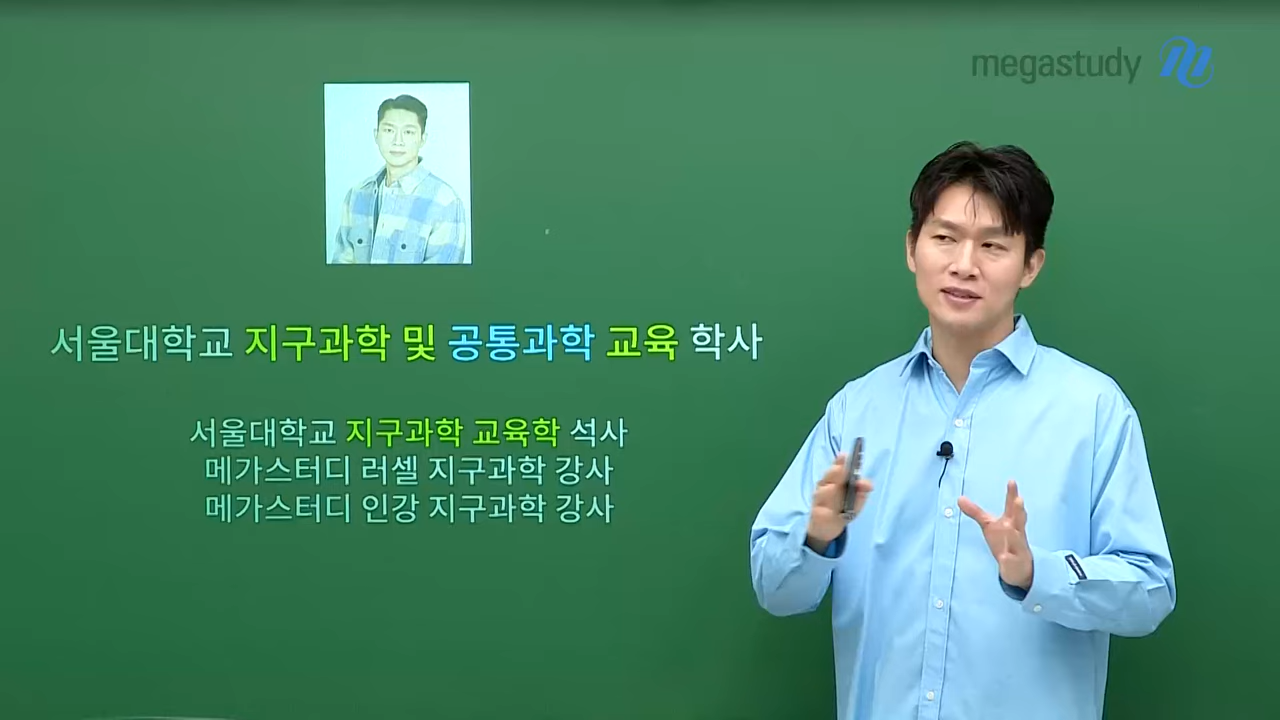 megastudy
서울대학교 지구과학 및 공통과학 교육 학사
서울대학교 지구과학 교육학 석사
메가스터디 러셀 지구과학 강사
메가스터디 인강 지구과학 강사